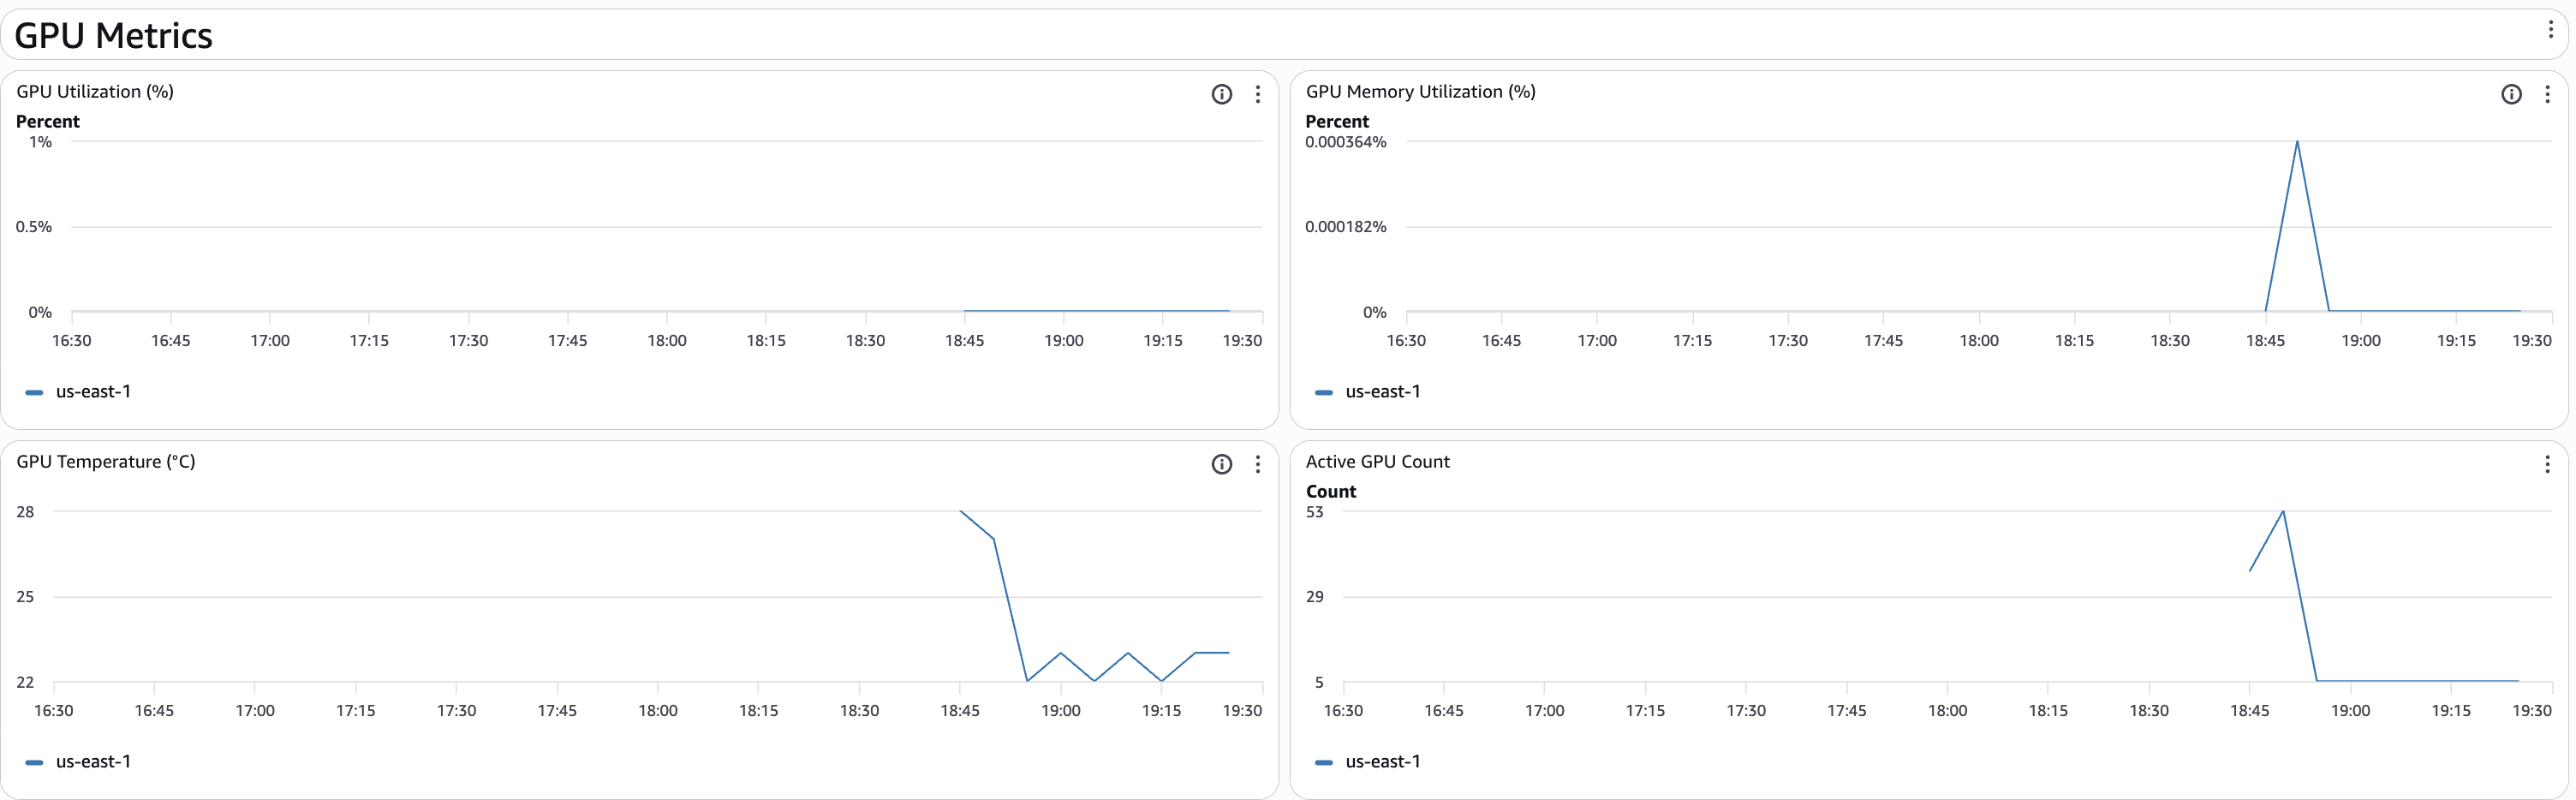 GPU Metrics
GPU Utilization (%)
Percent
1%
0.5%
0%
16:30 16:45 17:00 17:15 17:30 17:45 18:00 18:15 18:30 18:45 19:00 19:15 19:30
us-east-1
GPU Memory Utilization (%)
Percent
0.000364%
0.000182%
0%
16:30 16:45 17:00 17:15 17:30 17:45 18:00 18:15 18:30 18:45 19:00 19:15 19:30
us-east-1
GPU Temperature (°C)
28
25
22
16:30 16:45 17:00 17:15 17:30 17:45 18:00 18:15 18:30 18:45 19:00 19:15 19:30
us-east-1
Active GPU Count
Count
53
29
5
16:30 16:45 17:00 17:15 17:30 17:45 18:00 18:15 18:30 18:45 19:00 19:15 19:30
us-east-1